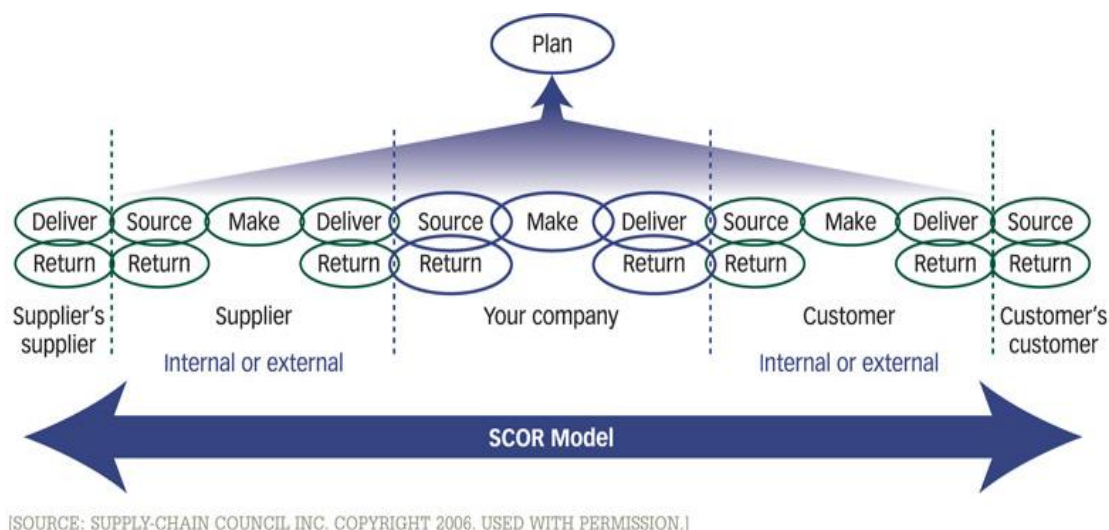 Plan
Deliver Source Make Deliver Source Make Deliver Source Make Deliver Source
Return Return Return Return Return Return Return Return
Supplier's supplier
Supplier
Your company
Customer
Customer's customer
Internal or external
Internal or external
SCOR Model
[SOURCE: SUPPLY-CHAIN COUNCIL INC. COPYRIGHT 2006. USED WITH PERMISSION.]